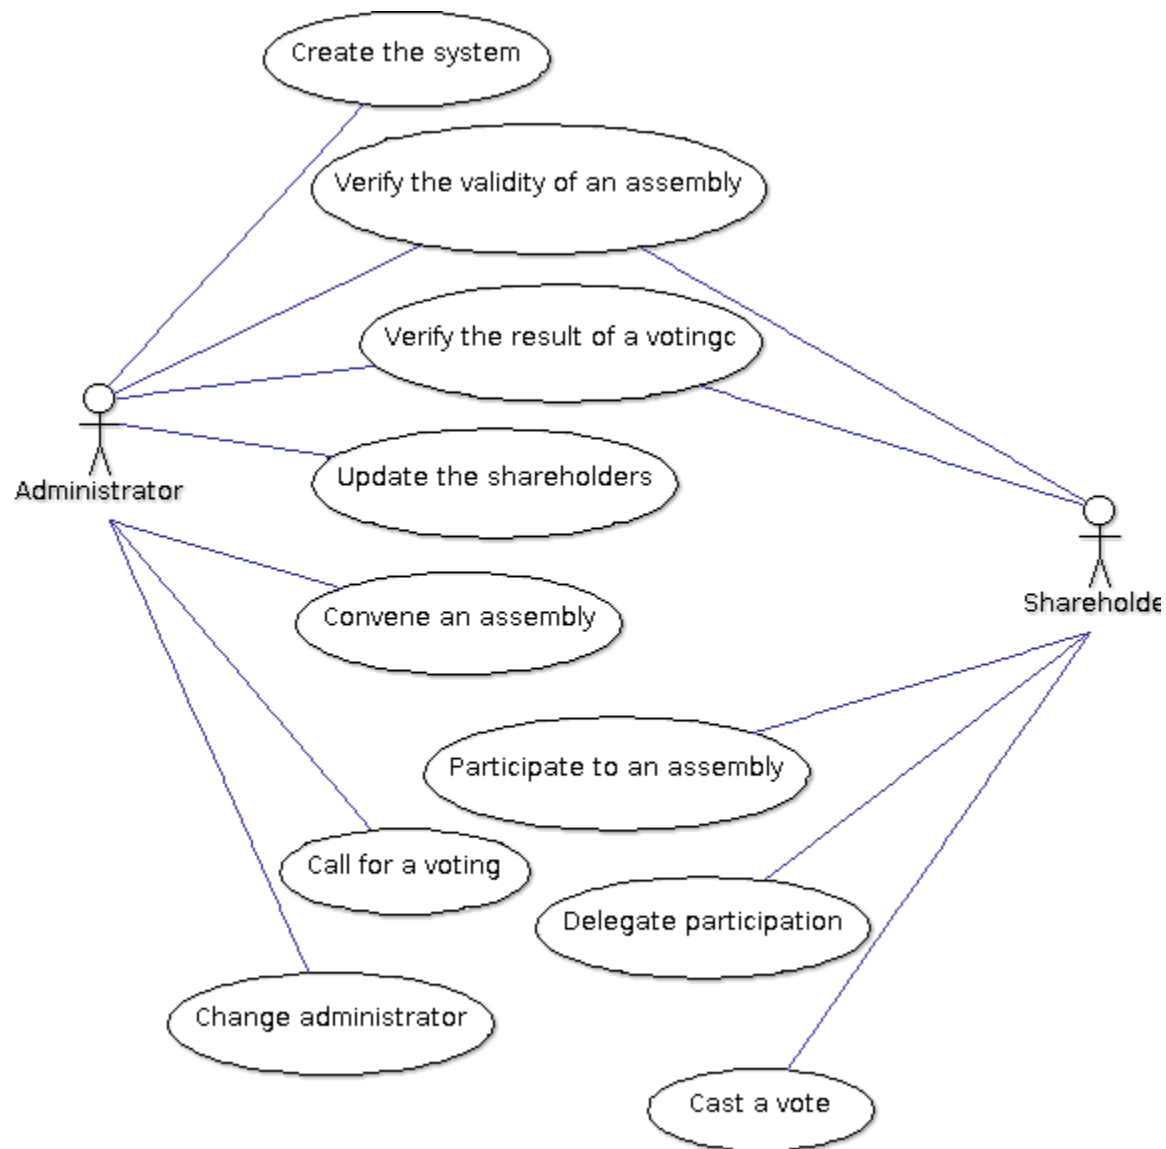 Create the system
Verify the validity of an assembly
Verify the result of a votingc
Update the shareholders
Administrator
Convene an assembly
Shareholde
Participate to an assembly
Call for a voting
Delegate participation
Change administrator
Cast a vote